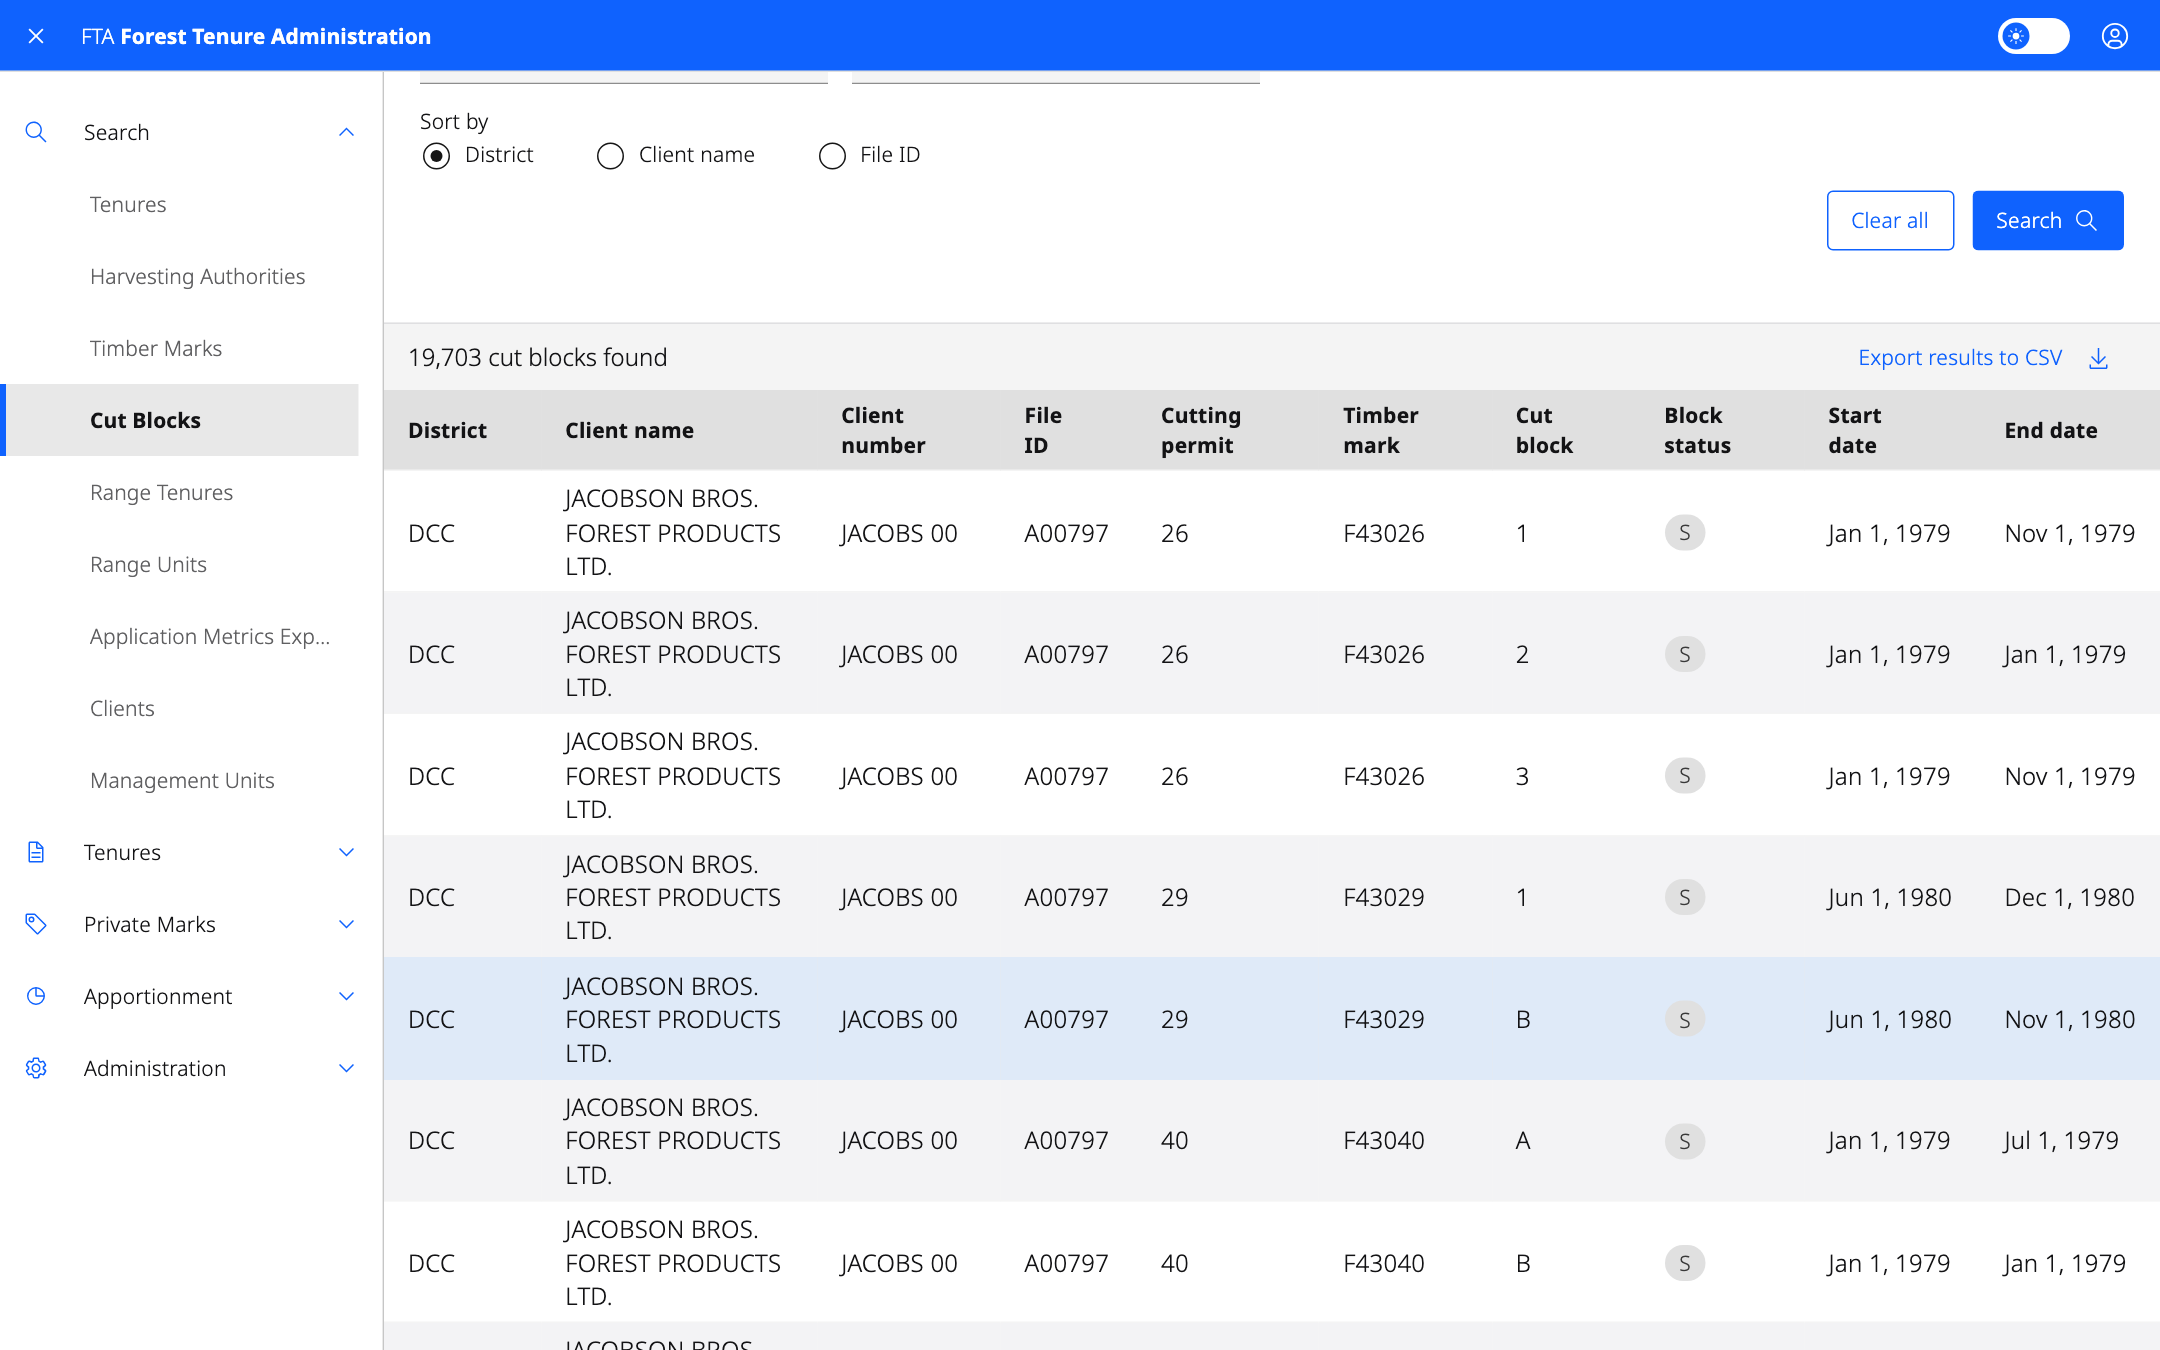 FTA Forest Tenure Administration
Search
Tenures
Harvesting Authorities
Timber Marks
Cut Blocks
Range Tenures
Range Units
Application Metrics Exp...
Clients
Management Units
Tenures
Private Marks
Apportionment
Administration
Sort by
District Client name File ID
Clear all Search
19,703 cut blocks found Export results to CSV
District Client name Client number File ID Cutting permit Timber mark Cut block Block status Start date End date
DCC JACOBSON BROS. FOREST PRODUCTS LTD. JACOBS 00 A00797 26 F43026 1 S Jan 1, 1979 Nov 1, 1979
DCC JACOBSON BROS. FOREST PRODUCTS LTD. JACOBS 00 A00797 26 F43026 2 S Jan 1, 1979 Jan 1, 1979
DCC JACOBSON BROS. FOREST PRODUCTS LTD. JACOBS 00 A00797 26 F43026 3 S Jan 1, 1979 Nov 1, 1979
DCC JACOBSON BROS. FOREST PRODUCTS LTD. JACOBS 00 A00797 29 F43029 1 S Jun 1, 1980 Dec 1, 1980
DCC JACOBSON BROS. FOREST PRODUCTS LTD. JACOBS 00 A00797 29 F43029 B S Jun 1, 1980 Nov 1, 1980
DCC JACOBSON BROS. FOREST PRODUCTS LTD. JACOBS 00 A00797 40 F43040 A S Jan 1, 1979 Jul 1, 1979
DCC JACOBSON BROS. FOREST PRODUCTS LTD. JACOBS 00 A00797 40 F43040 B S Jan 1, 1979 Jan 1, 1979
JACOBSON BROS.